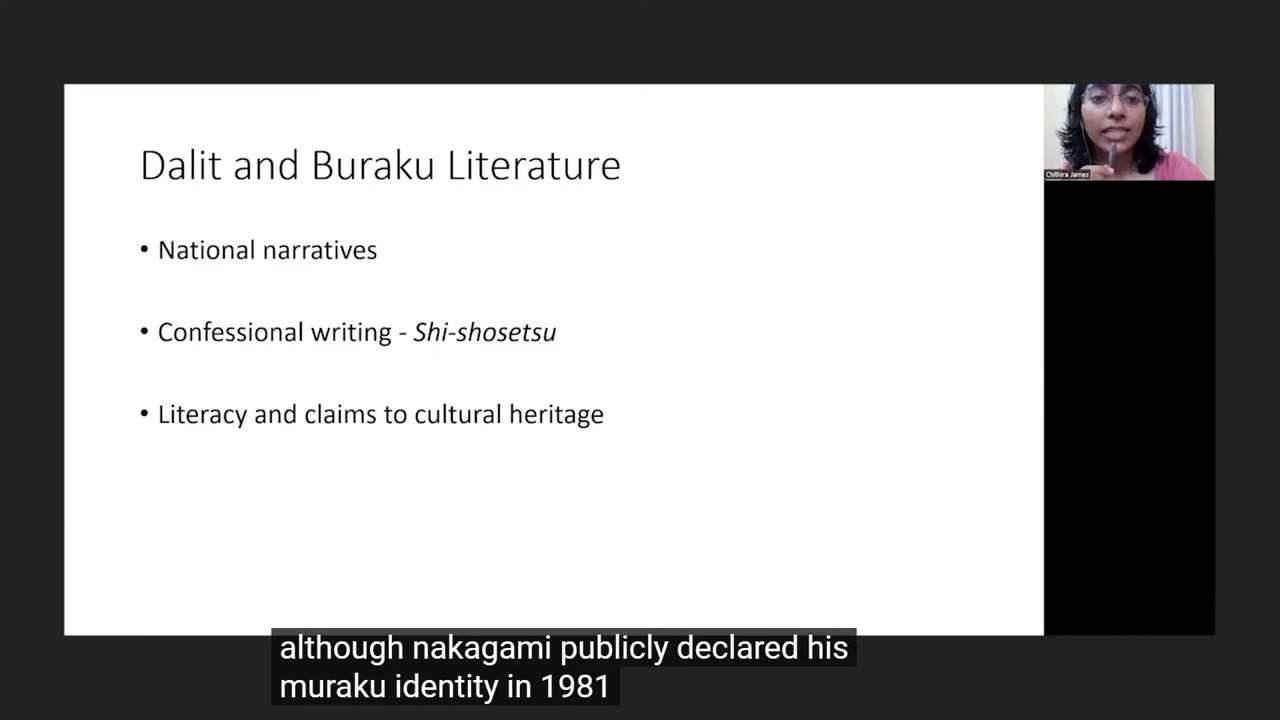 Dalit and Buraku Literature
• National narratives
• Confessional writing - Shi-shosetsu
• Literacy and claims to cultural heritage
Chithira James
although nakagami publicly declared his
muraku identity in 1981